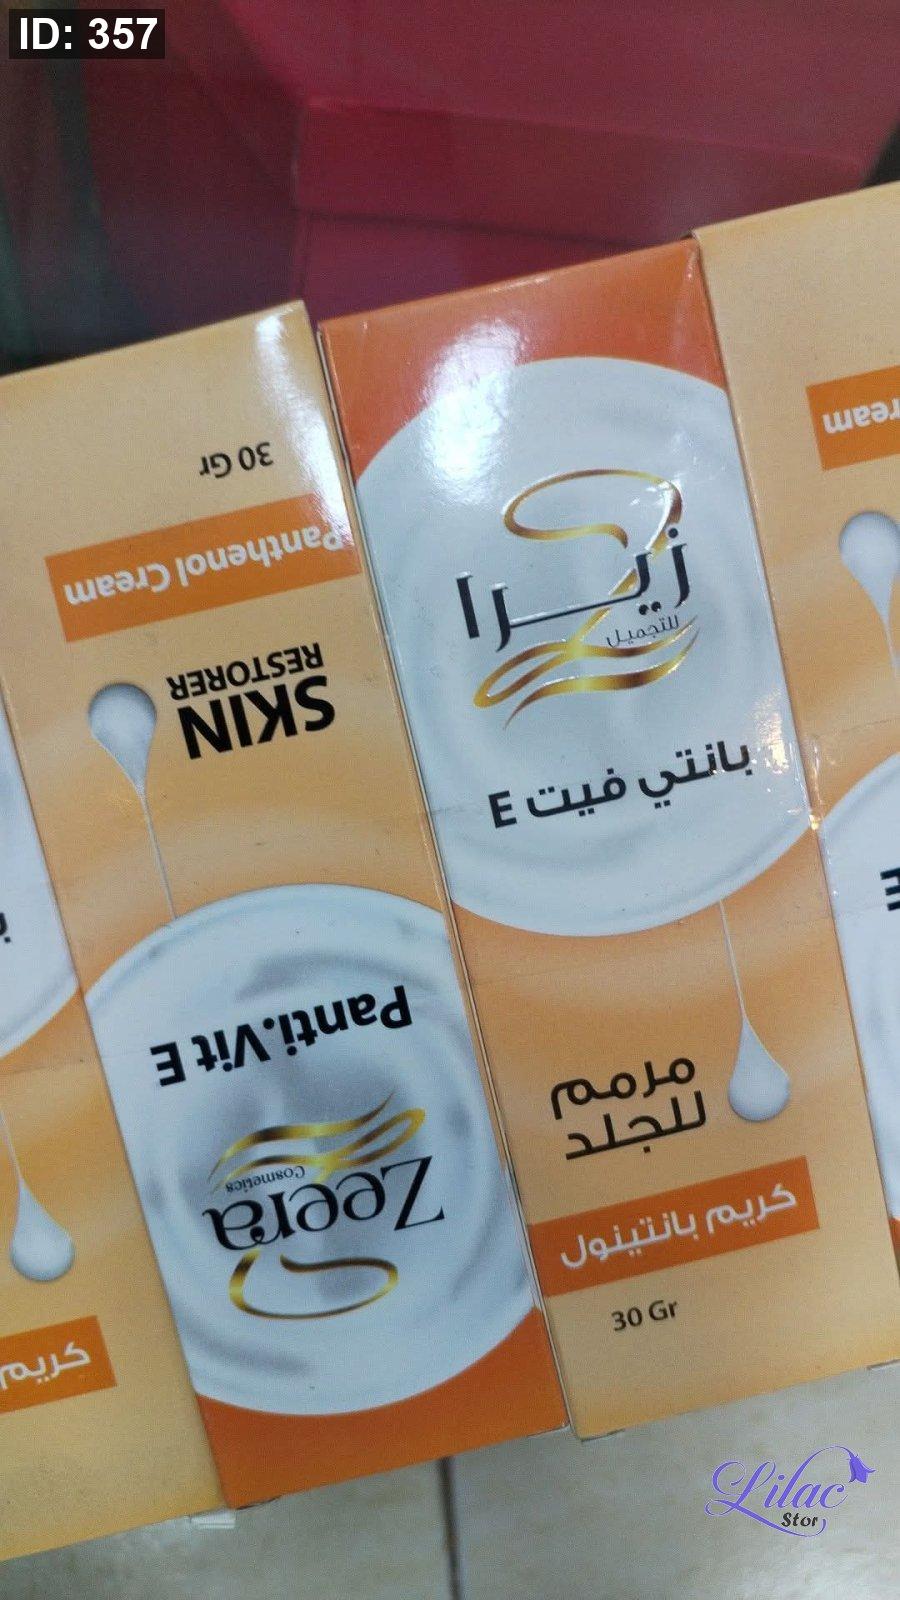 ID: 357
30 Gr
Panthenol Cream
SKIN
RESTORER
Panti.Vit E
Zeera
Cosmetics
زيرا
للتجميل
بانتي فيت E
مرمم
للجلد
كريم بانتينول
30 Gr
كريم
Lilac
Stor